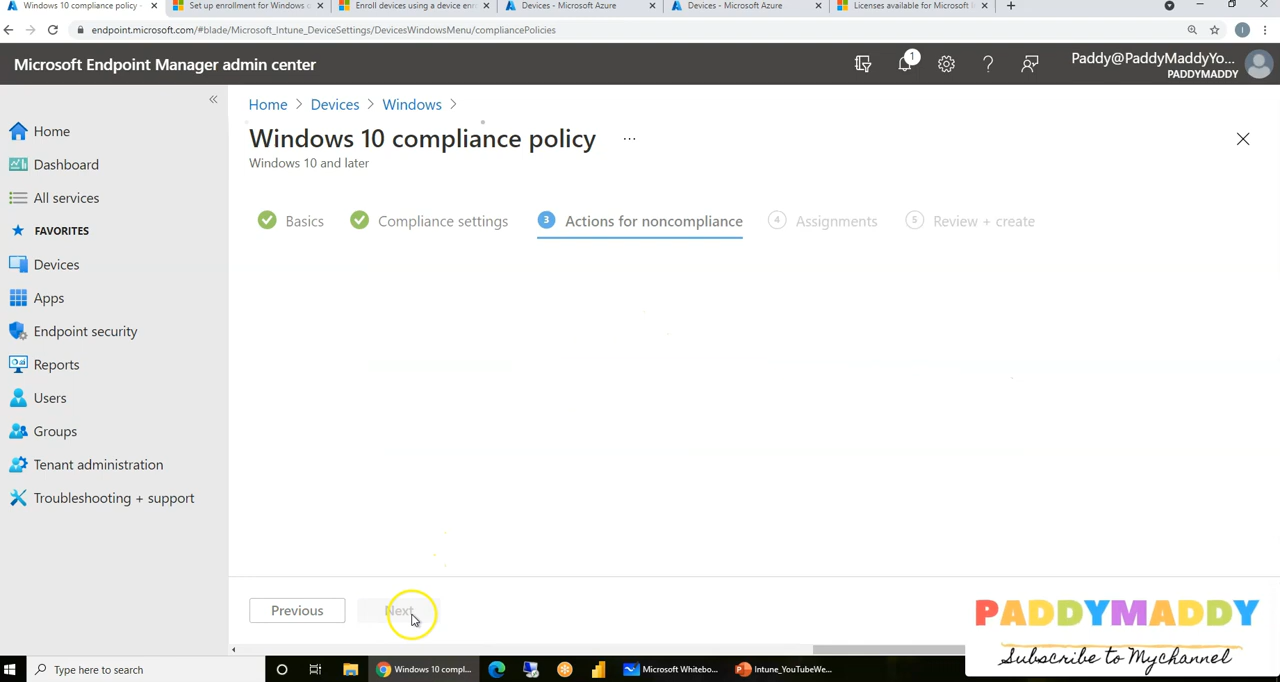 Windows 10 compliance policy -
Set up enrollment for Windows
Enroll devices using a device enr
Devices - Microsoft Azure
Devices - Microsoft Azure
Licenses available for Microsoft
endpoint.microsoft.com/#blade/Microsoft_Intune_DeviceSettings/DevicesWindowsMenu/compliancePolicies
Microsoft Endpoint Manager admin center
1
Paddy@PaddyMaddyYo...
PADDYMADDY
Home > Devices > Windows >
Windows 10 compliance policy ...
Windows 10 and later
Home
Dashboard
All services
FAVORITES
Devices
Apps
Endpoint security
Reports
Users
Groups
Tenant administration
Troubleshooting + support
Basics
Compliance settings
3 Actions for noncompliance
4 Assignments
5 Review + create
Previous
Next
PADDYMADDY
Subscribe to Mychannel
Type here to search
Windows 10 compl...
Microsoft Whitebo...
Intune_YouTubeWe...